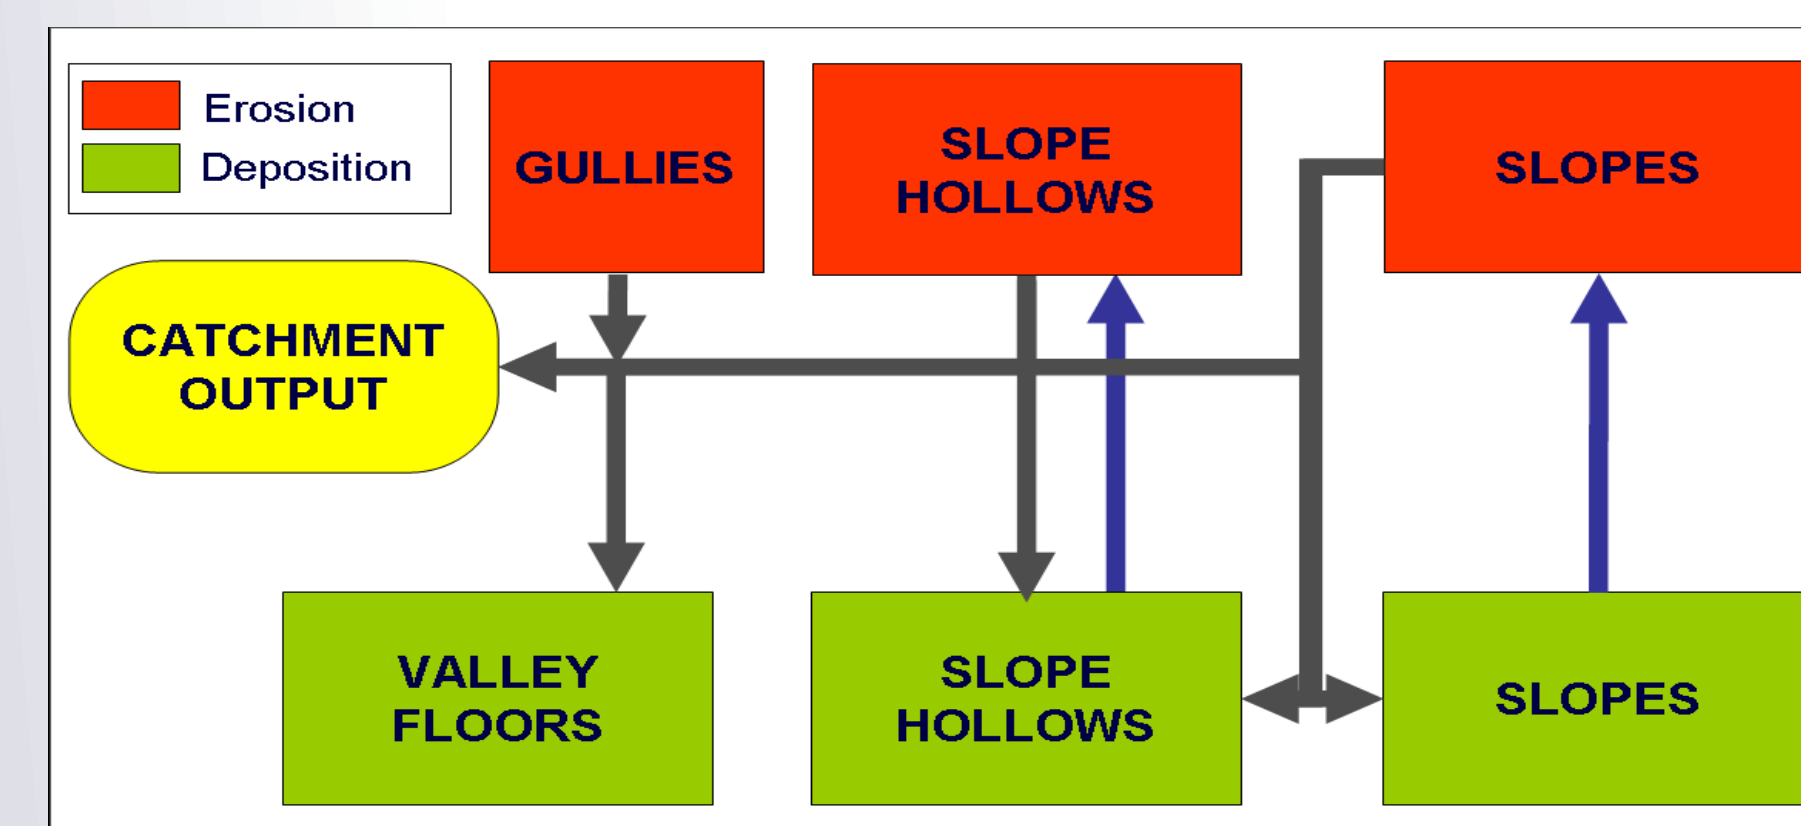 Erosion
Deposition
GULLIES
SLOPE
HOLLOWS
SLOPES
CATCHMENT
OUTPUT
VALLEY
FLOORS
SLOPE
HOLLOWS
SLOPES